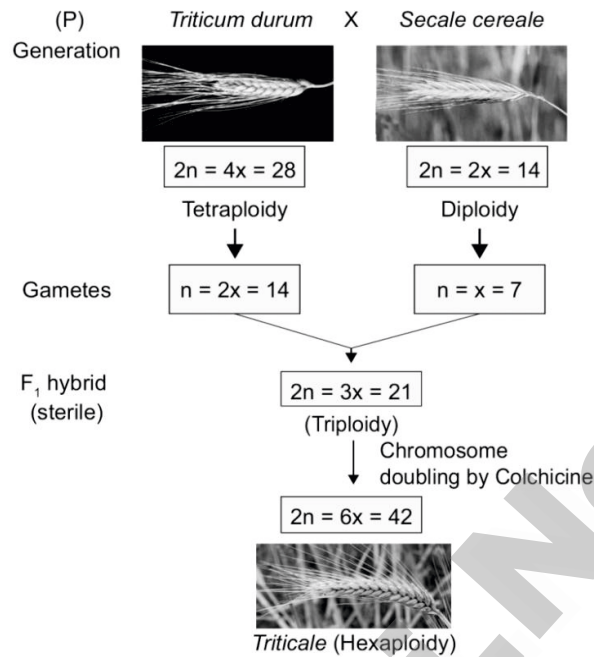 (P) Triticum durum X Secale cereale
Generation
2n = 4x = 28 2n = 2x = 14
Tetraploidy Diploidy
Gametes n = 2x = 14 n = x = 7
F₁ hybrid 2n = 3x = 21
(sterile) (Triploidy)
Chromosome
doubling by Colchicine
2n = 6x = 42
Triticale (Hexaploidy)